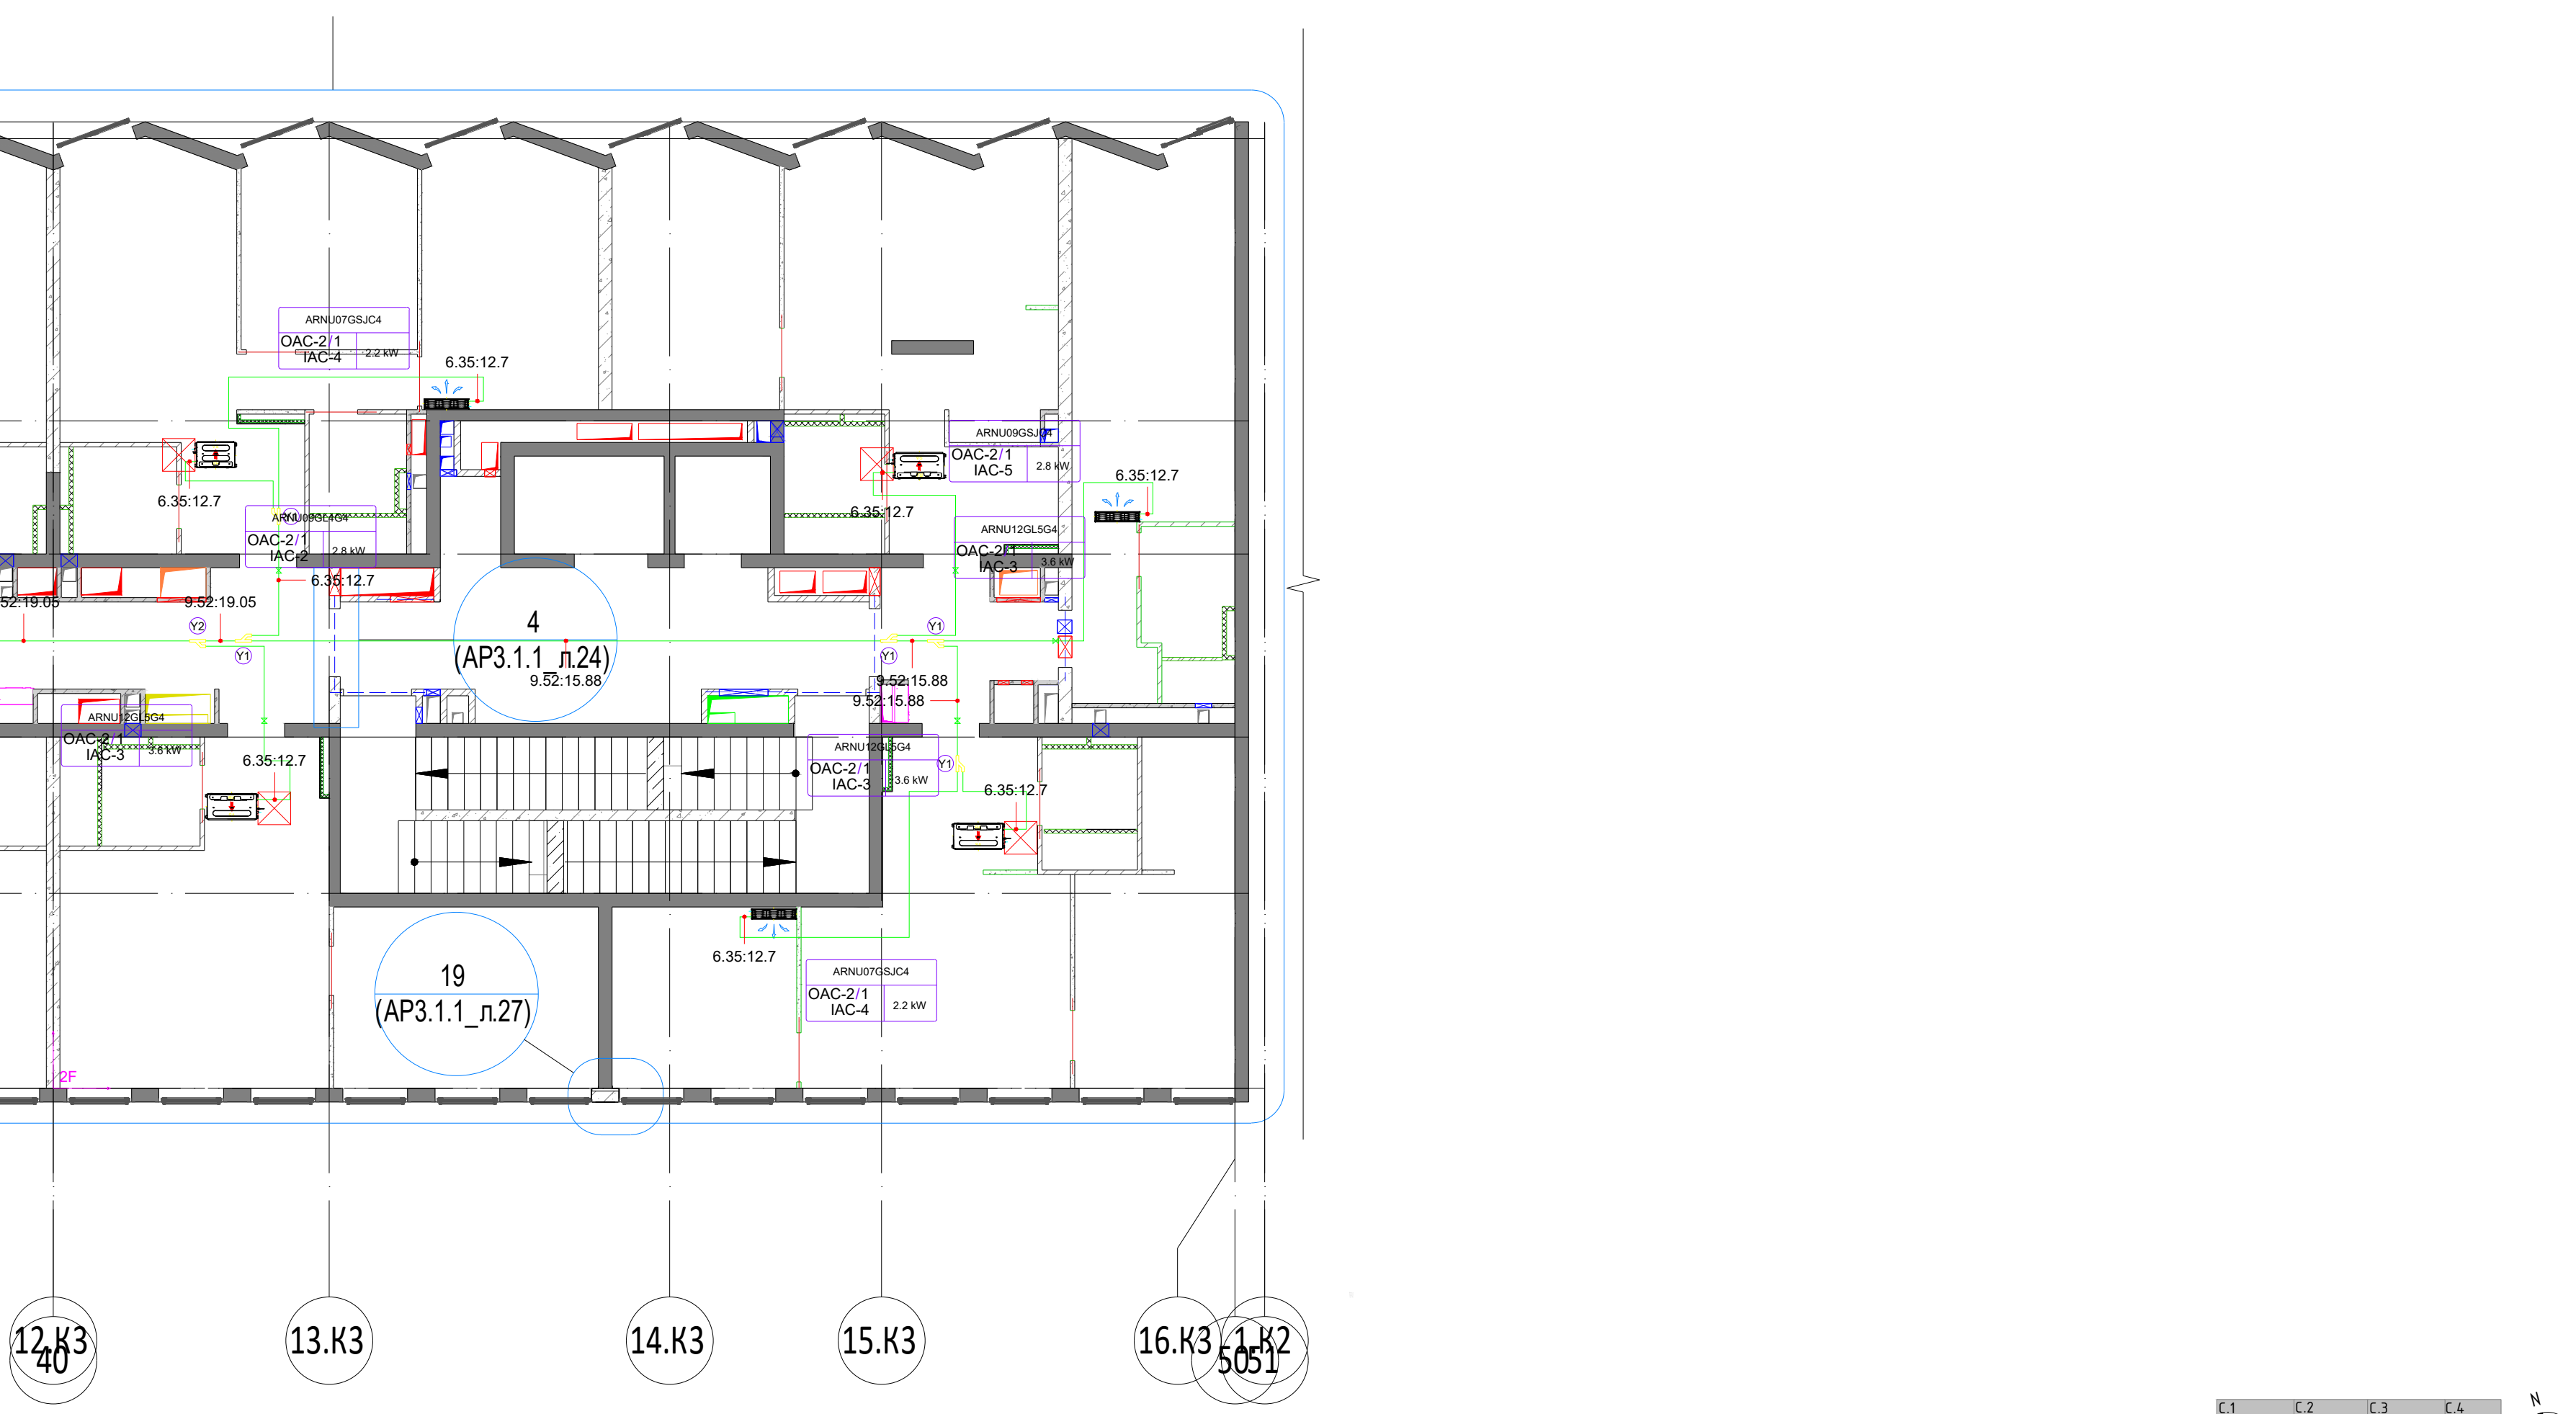 ARNU07GSJC4
OAC-2/1
IAC-4
2.2 kW
6.35:12.7
ARNU09GSJC4
OAC-2/1
IAC-5
2.8 kW
6.35:12.7
6.35:12.7
6.35:12.7
Y1
ARNU09GL4G4
OAC-2/1
IAC-2
2.8 kW
ARNU12GL5G4
OAC-2/1
IAC-3
3.6 kW
6.35:12.7
52:19.05
9.52:19.05
Y2
Y1
4
(АР3.1.1_л.24)
9.52:15.88
Y1
Y1
9.52:15.88
9.52:15.88
ARNU12GL5G4
OAC-2/1
IAC-3
3.6 kW
6.35:12.7
ARNU12GL5G4
OAC-2/1
IAC-3
3.6 kW
Y1
6.35:12.7
6.35:12.7
19
(АР3.1.1_л.27)
ARNU07GSJC4
OAC-2/1
IAC-4
2.2 kW
2F
12.К3
40
13.К3
14.К3
15.К3
16.К3
1.К2
50
51
С.1
С.2
С.3
С.4
N